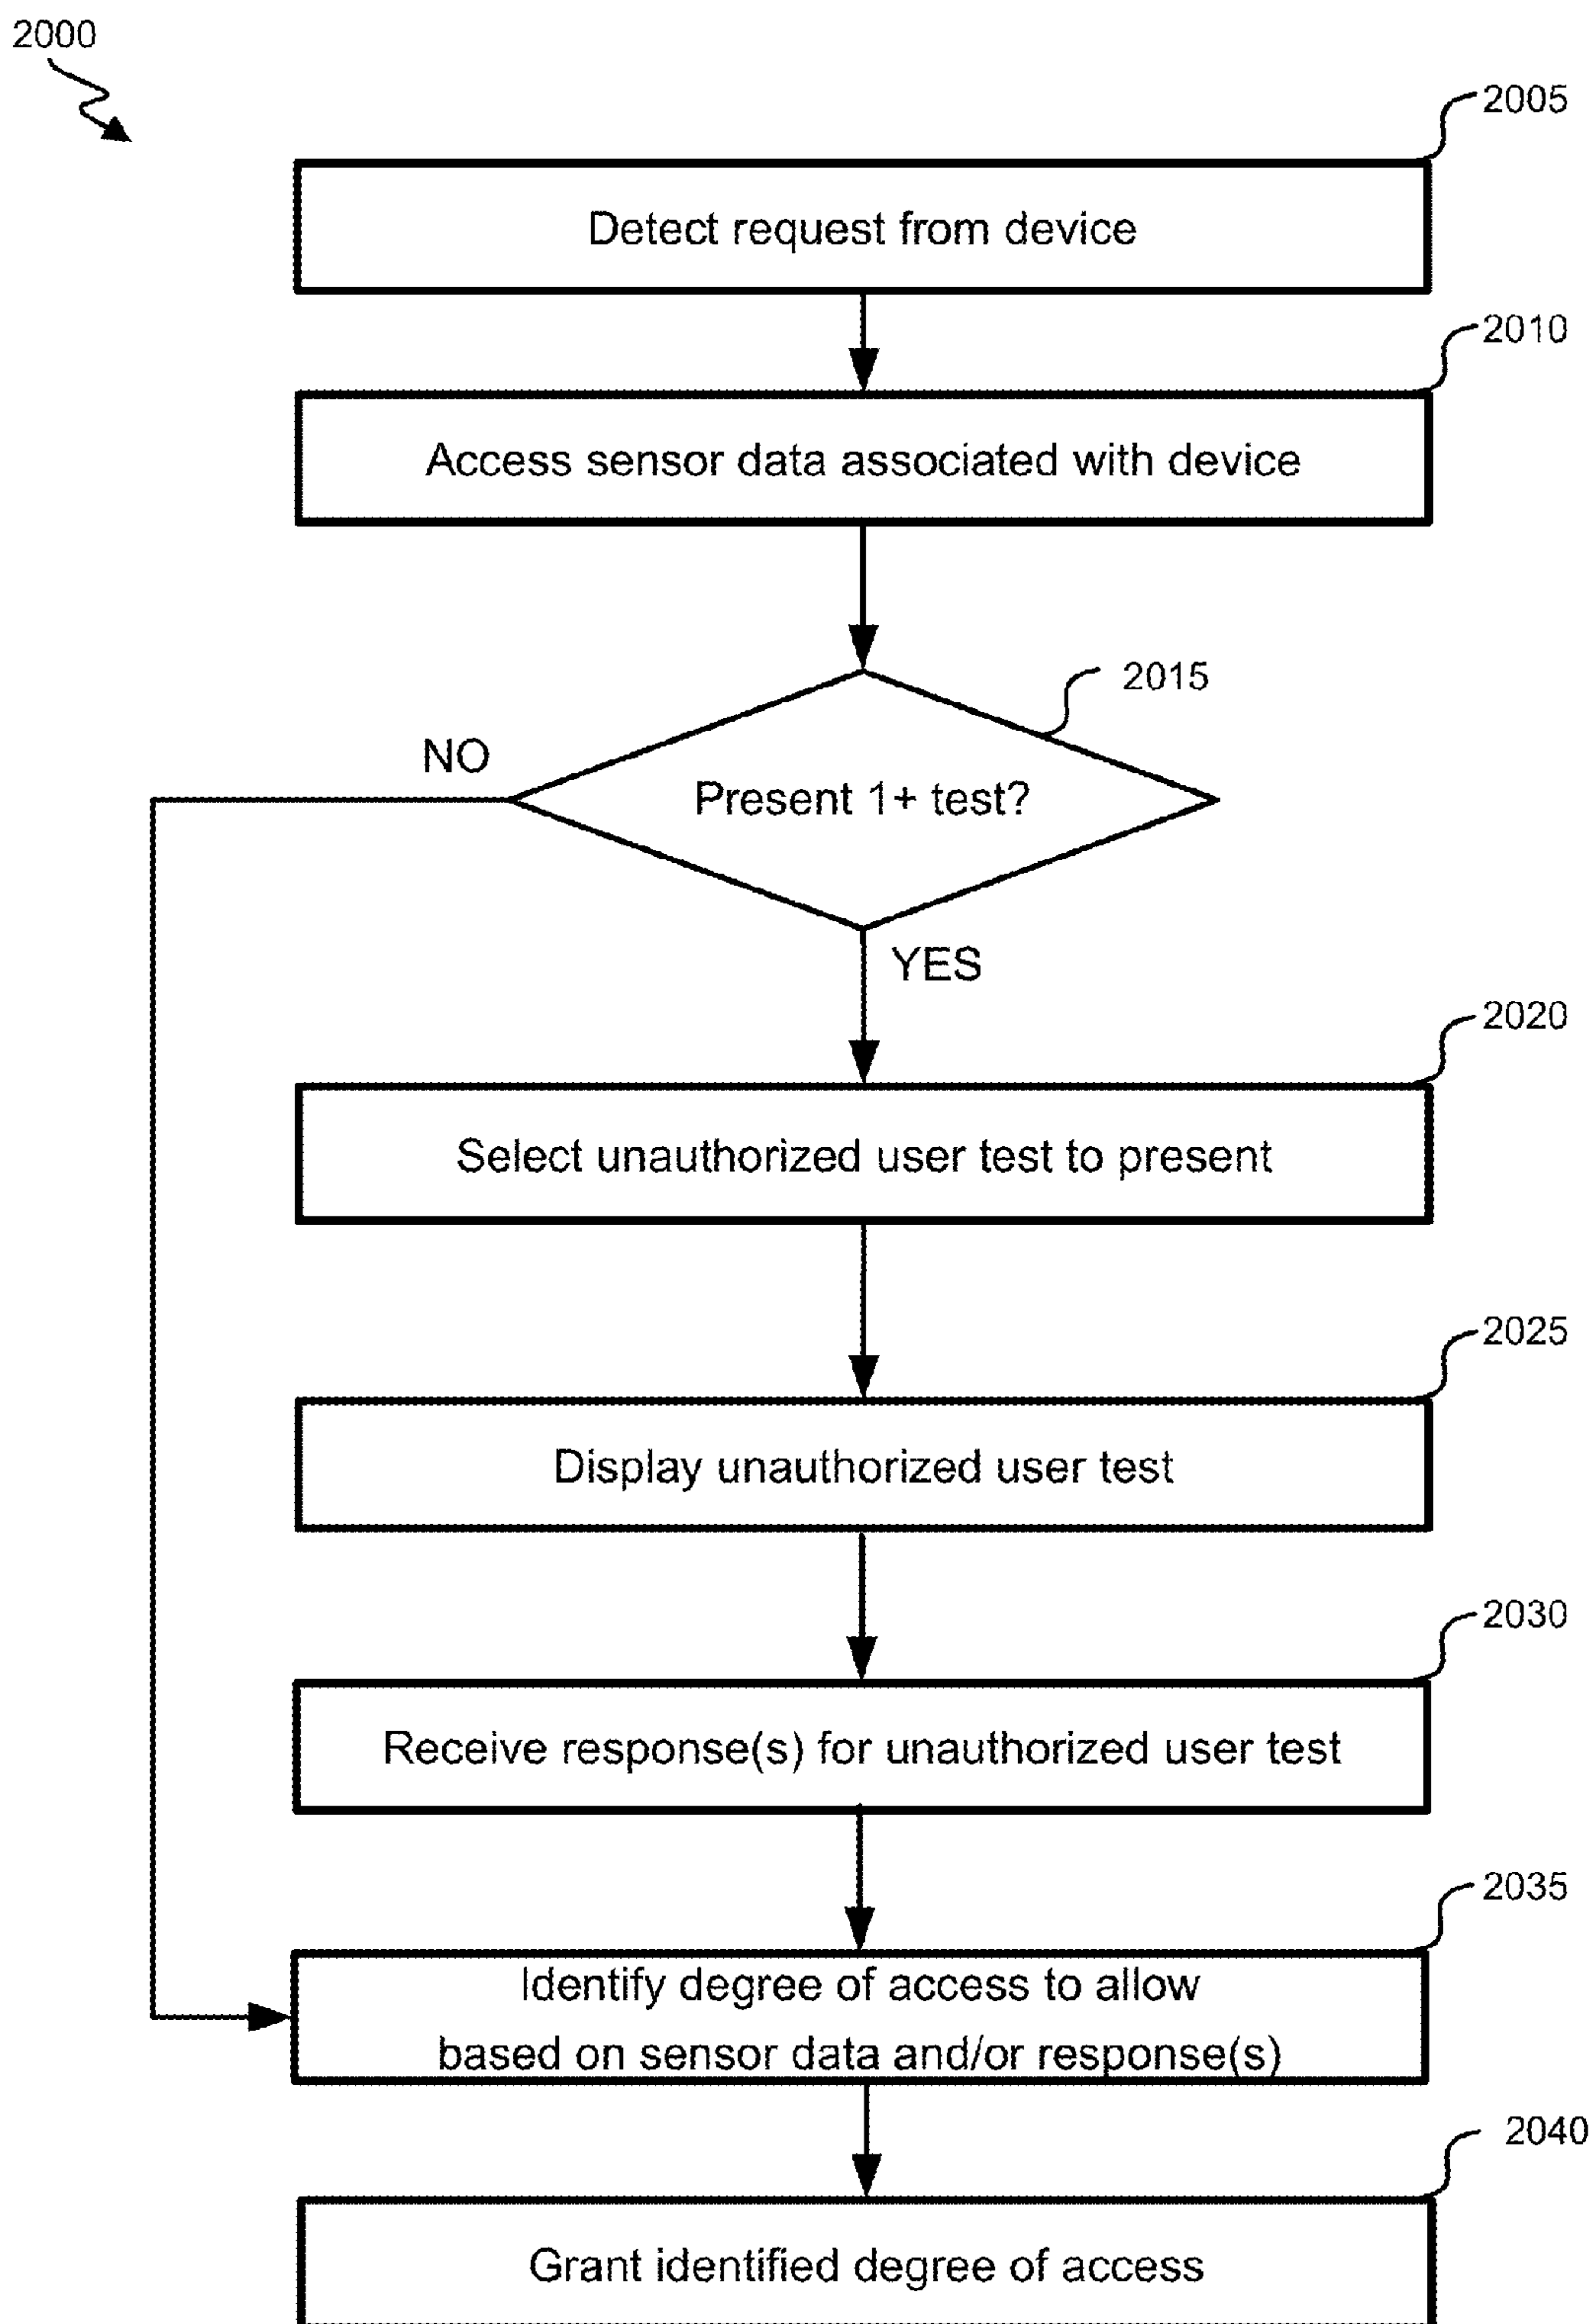 2000
2005
Detect request from device
2010
Access sensor data associated with device
2015
NO
Present 1+ test?
YES
2020
Select unauthorized user test to present
2025
Display unauthorized user test
2030
Receive response(s) for unauthorized user test
2035
Identify degree of access to allow
based on sensor data and/or response(s)
2040
Grant identified degree of access